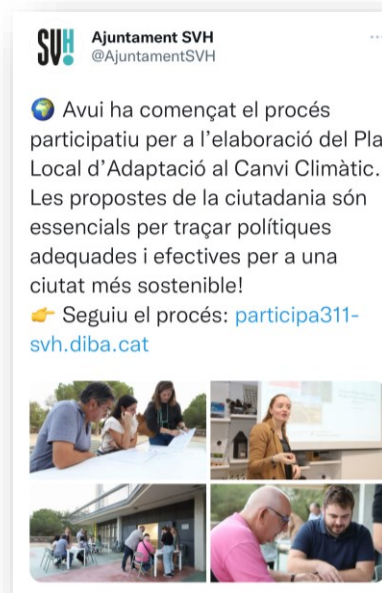 SVH!
Ajuntament SVH
@AjuntamentSVH
🌍 Avui ha començat el procés
participatiu per a l’elaboració del Pla
Local d’Adaptació al Canvi Climàtic.
Les propostes de la ciutadania són
essencials per traçar polítiques
adequades i efectives per a una
ciutat més sostenible!
👉 Seguiu el procés: participa311-
svh.diba.cat